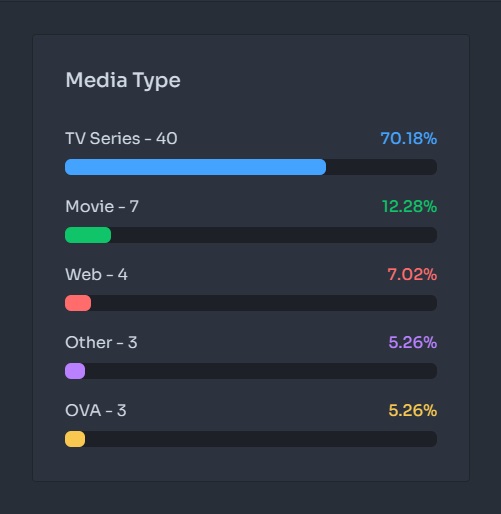 Media Type
TV Series - 40 70.18%
Movie - 7 12.28%
Web - 4 7.02%
Other - 3 5.26%
OVA - 3 5.26%